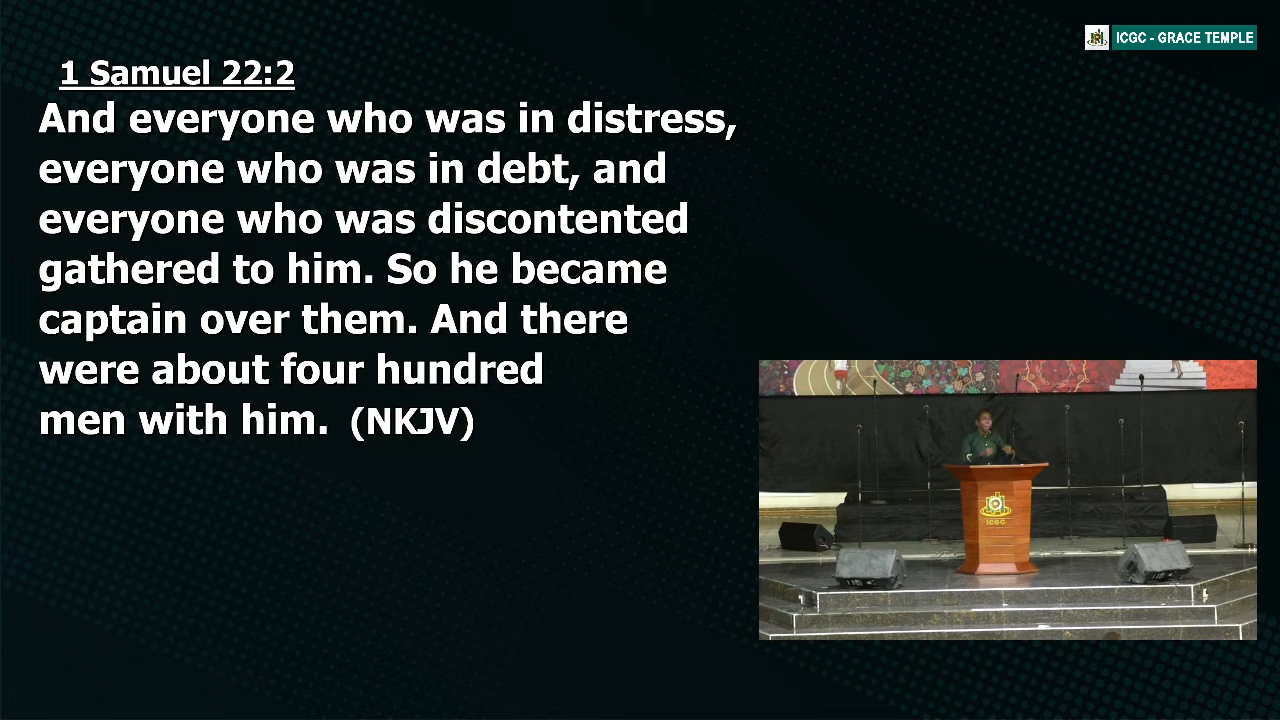 ICGC - GRACE TEMPLE
1 Samuel 22:2
And everyone who was in distress,
everyone who was in debt, and
everyone who was discontented
gathered to him. So he became
captain over them. And there
were about four hundred
men with him. (NKJV)
ICGC